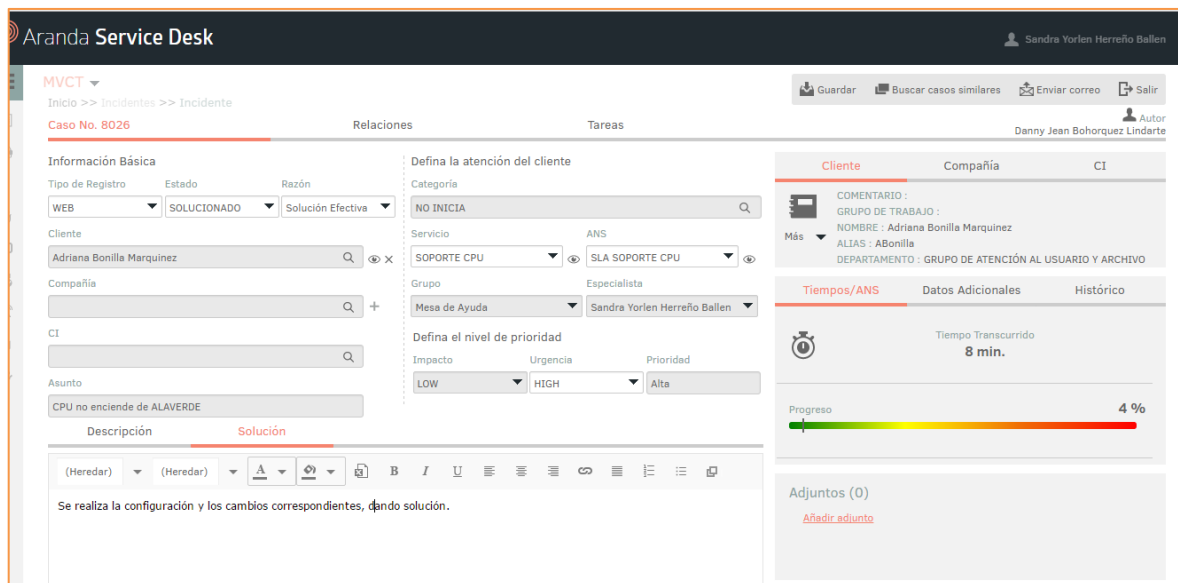 Aranda Service Desk
Sandra Yorlen Herreño Ballen
MVCT
Guardar Buscar casos similares Enviar correo Salir
Inicio >> Incidentes >> Incidente
Autor
Danny Jean Bohorquez Lindarte
Caso No. 8026 Relaciones Tareas
Información Básica
Tipo de Registro Estado Razón
WEB SOLUCIONADO Solución Efectiva
Cliente
Adriana Bonilla Marquinez
Compañía
CI
Asunto
CPU no enciende de ALAVERDE
Defina la atención del cliente
Categoría
NO INICIA
Servicio ANS
SOPORTE CPU SLA SOPORTE CPU
Grupo Especialista
Mesa de Ayuda Sandra Yorlen Herreño Ballen
Defina el nivel de prioridad
Impacto Urgencia Prioridad
LOW HIGH Alta
Descripción Solución
(Heredar) (Heredar) A B I U
Se realiza la configuración y los cambios correspondientes, dando solución.
Cliente Compañía CI
Más
COMENTARIO :
GRUPO DE TRABAJO :
NOMBRE : Adriana Bonilla Marquinez
ALIAS : ABonilla
DEPARTAMENTO : GRUPO DE ATENCIÓN AL USUARIO Y ARCHIVO
Tiempos/ANS Datos Adicionales Histórico
Tiempo Transcurrido
8 min.
Progreso 4 %
Adjuntos (0)
Añadir adjunto